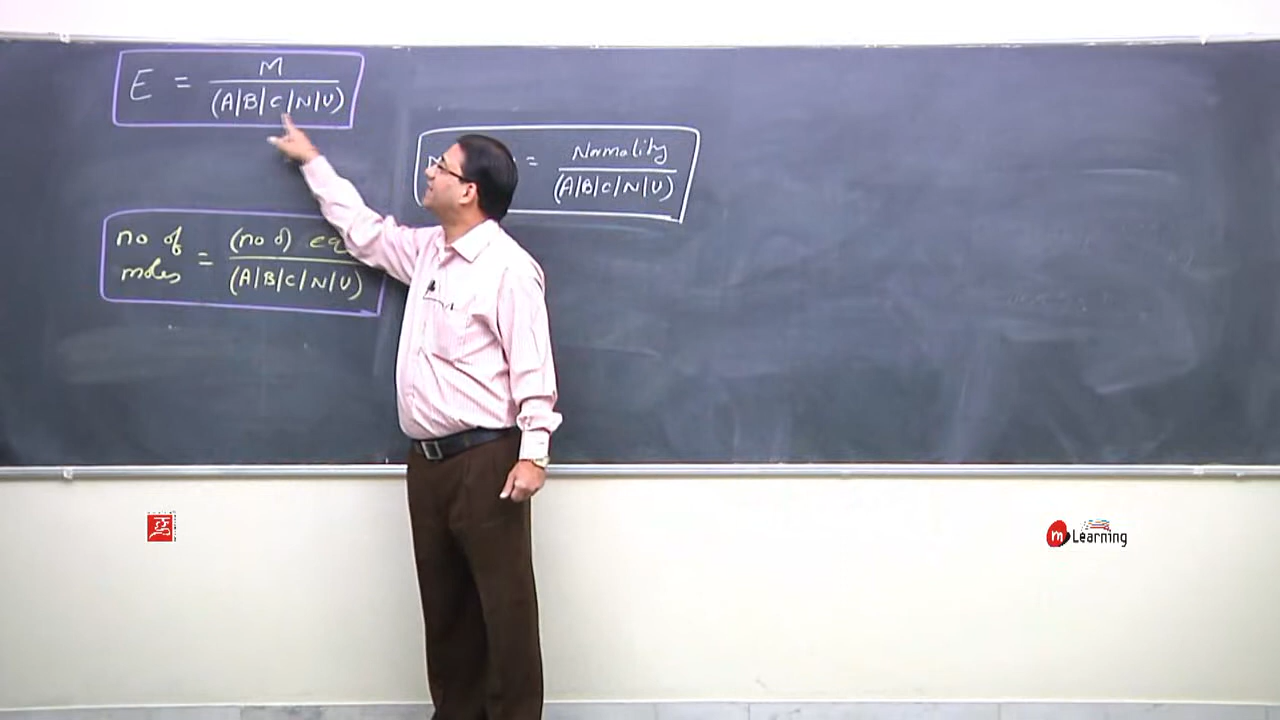 E = M
(A|B|C|N|V)
= Normality
(A|B|C|N|V)
no of moles = (no of) eq
(A|B|C|N|V)
m Learning